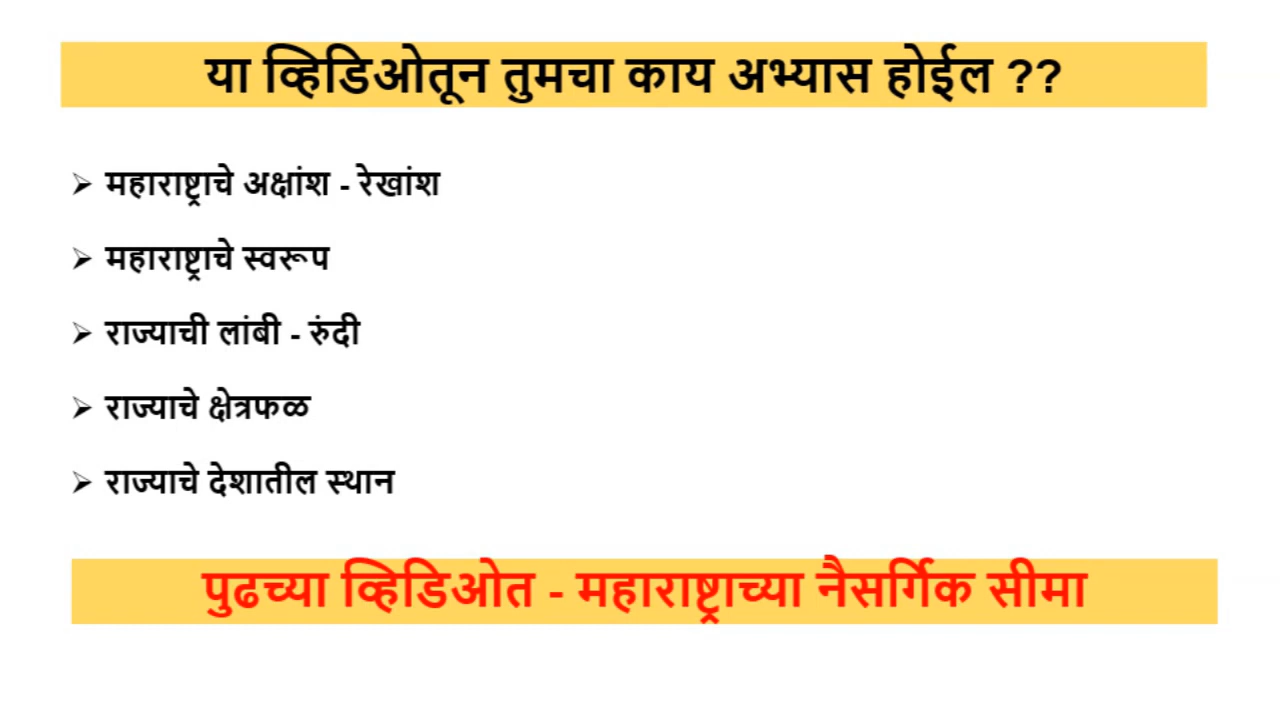 या व्हिडिओतून तुमचा काय अभ्यास होईल ??
➢ महाराष्ट्राचे अक्षांश - रेखांश
➢ महाराष्ट्राचे स्वरूप
➢ राज्याची लांबी - रुंदी
➢ राज्याचे क्षेत्रफळ
➢ राज्याचे देशातील स्थान
पुढच्या व्हिडिओत - महाराष्ट्राच्या नैसर्गिक सीमा